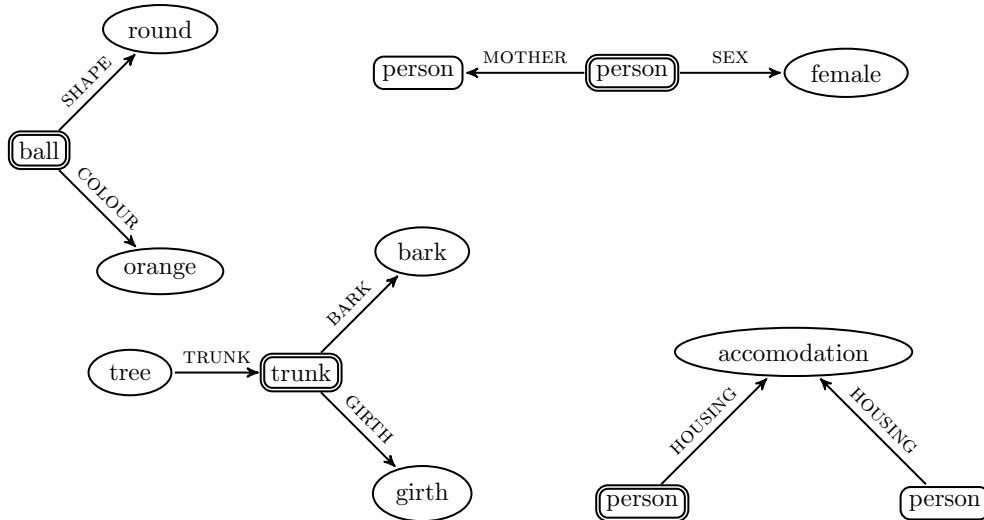 round
SHAPE
ball
COLOUR
orange
person
MOTHER
person
SEX
female
tree
TRUNK
trunk
BARK
bark
GIRTH
girth
accomodation
HOUSING
HOUSING
person
person